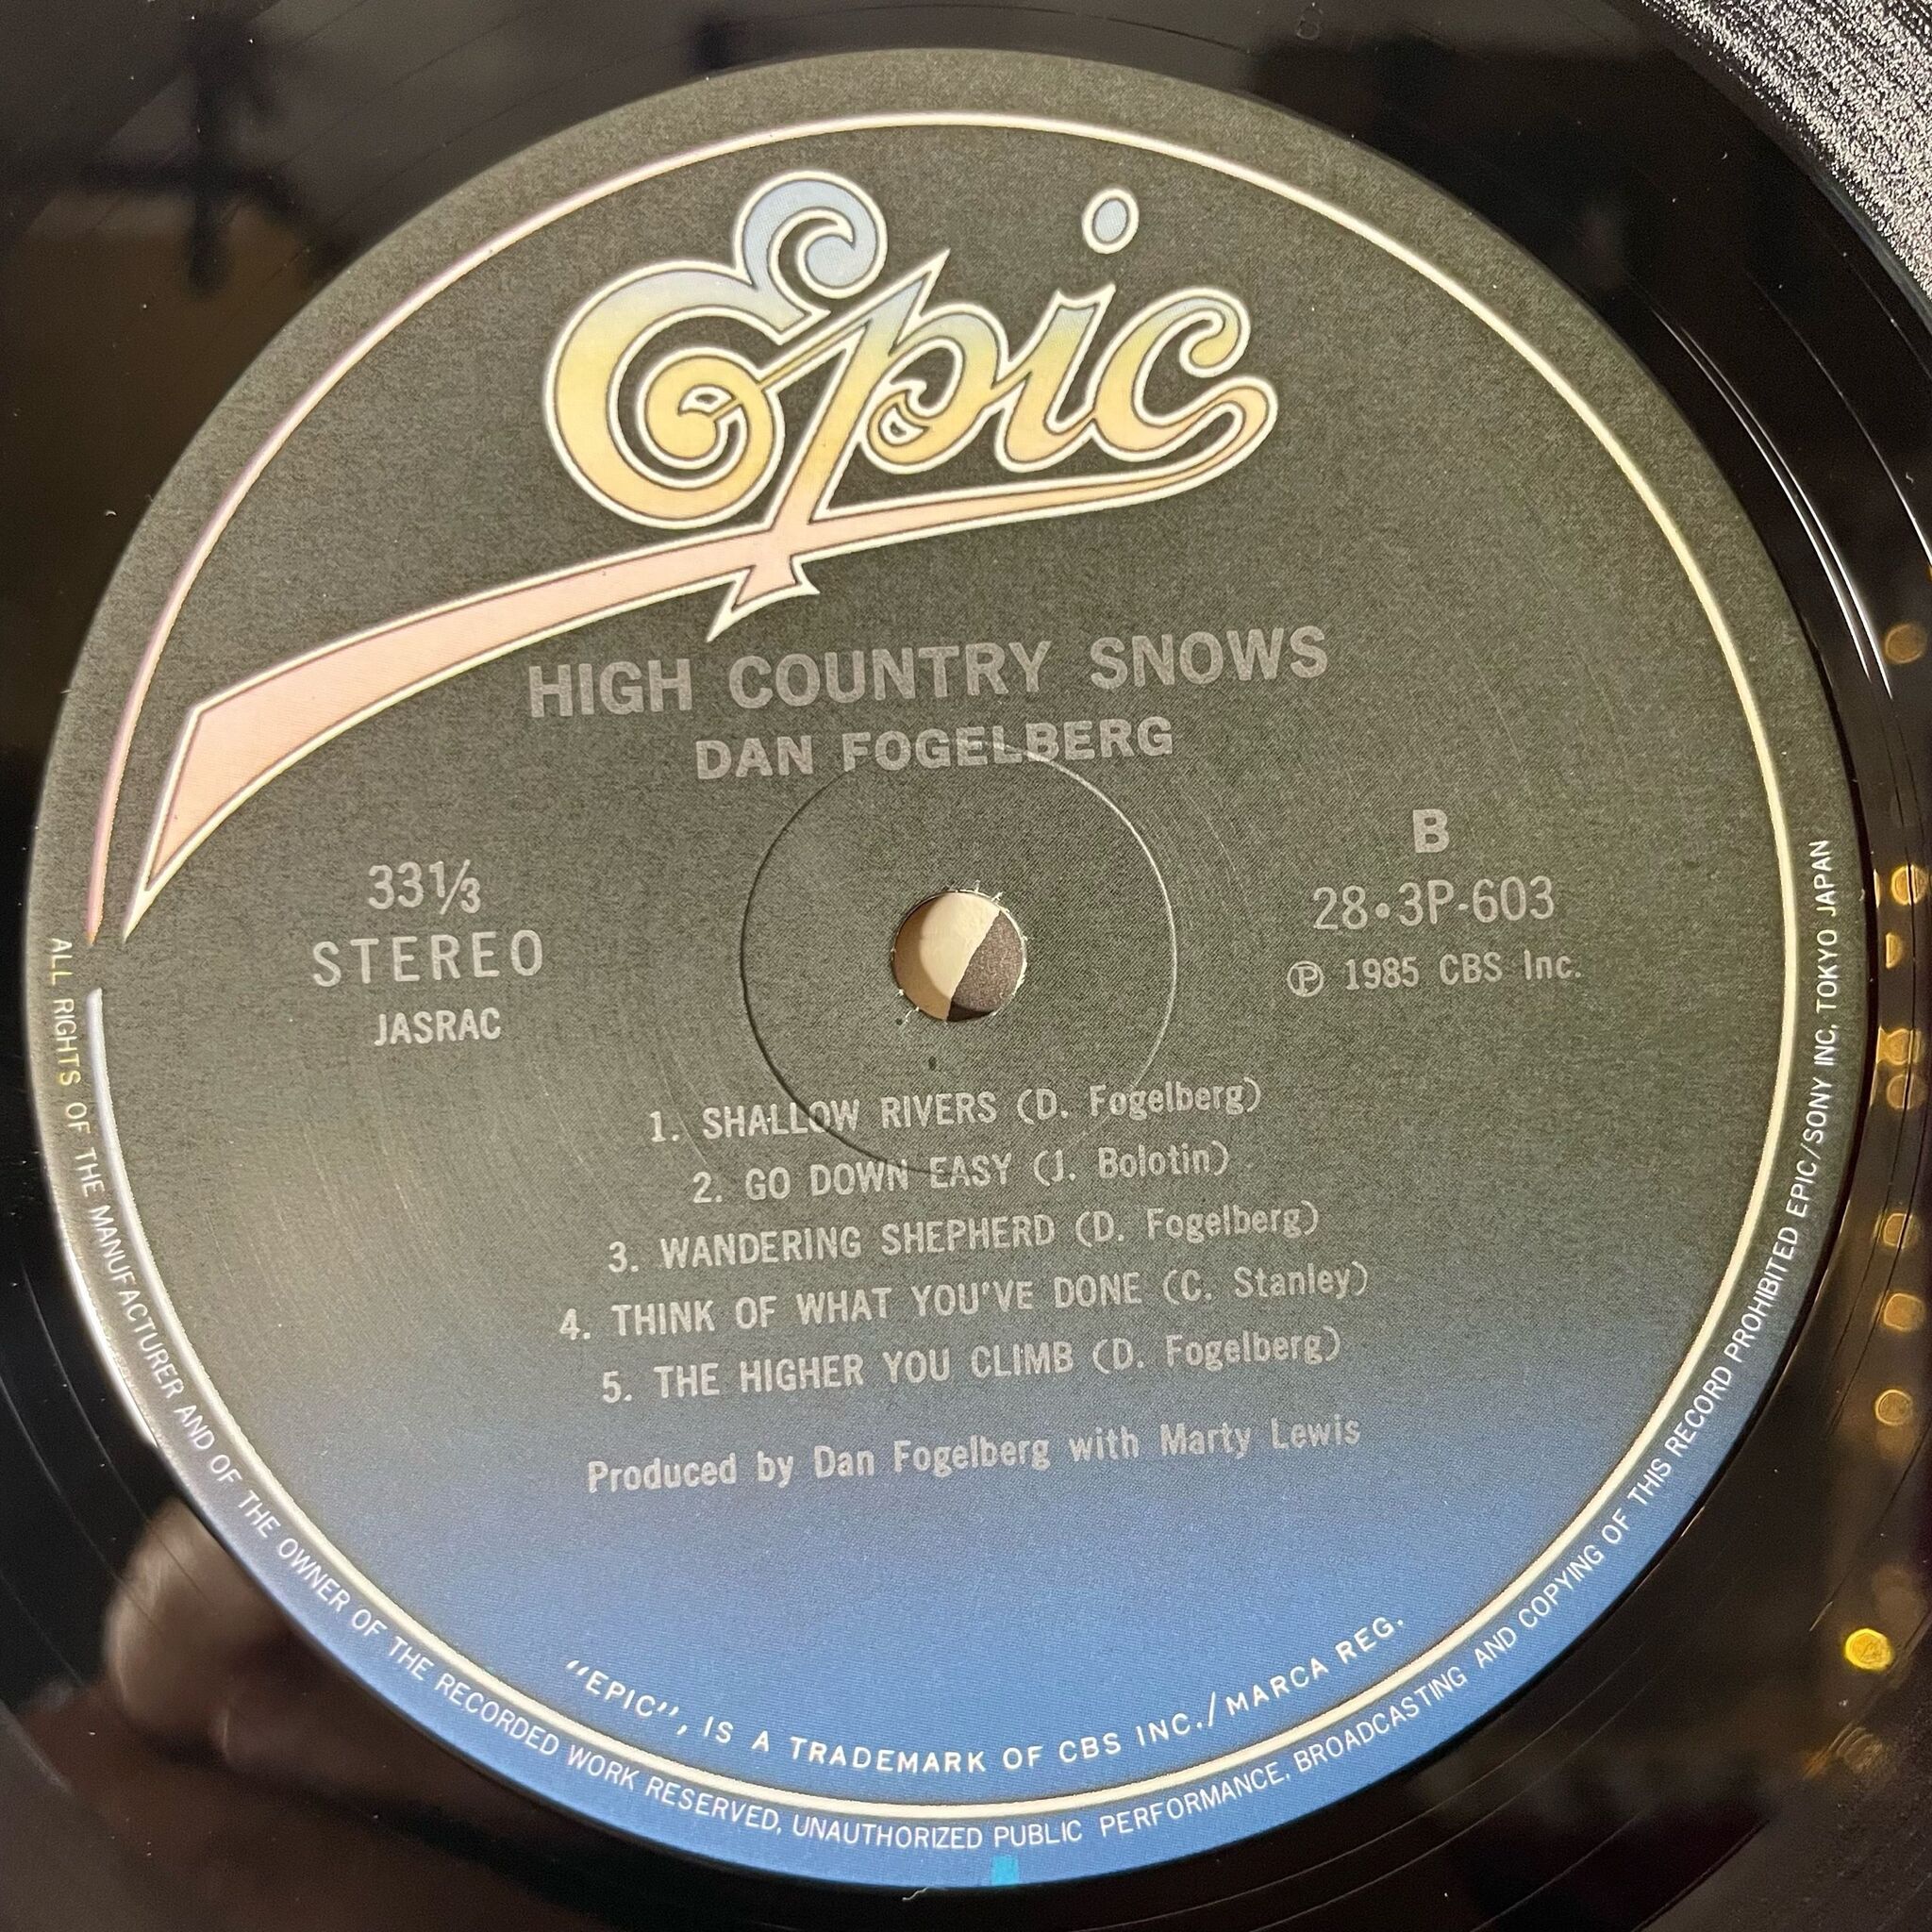 Epic
HIGH COUNTRY SNOWS
DAN FOGELBERG
33⅓
STEREO
JASRAC
B
28•3P-603
℗ 1985 CBS Inc.
1. SHALLOW RIVERS (D. Fogelberg)
2. GO DOWN EASY (J. Bolotin)
3. WANDERING SHEPHERD (D. Fogelberg)
4. THINK OF WHAT YOU'VE DONE (C. Stanley)
5. THE HIGHER YOU CLIMB (D. Fogelberg)
Produced by Dan Fogelberg with Marty Lewis
"EPIC", IS A TRADEMARK OF CBS INC./MARCA REG.
ALL RIGHTS OF THE MANUFACTURER AND OF THE OWNER OF THE RECORDED WORK RESERVED, UNAUTHORIZED PUBLIC PERFORMANCE, BROADCASTING AND COPYING OF THIS RECORD PROHIBITED EPIC/SONY INC, TOKYO JAPAN